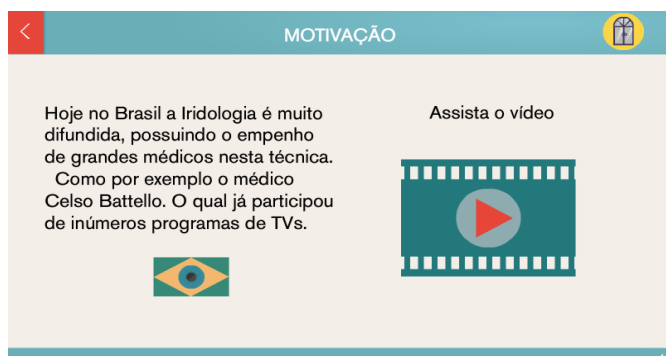 MOTIVAÇÃO
Hoje no Brasil a Iridologia é muito
difundida, possuindo o empenho
de grandes médicos nesta técnica.
Como por exemplo o médico
Celso Battello. O qual já participou
de inúmeros programas de TVs.
Assista o vídeo